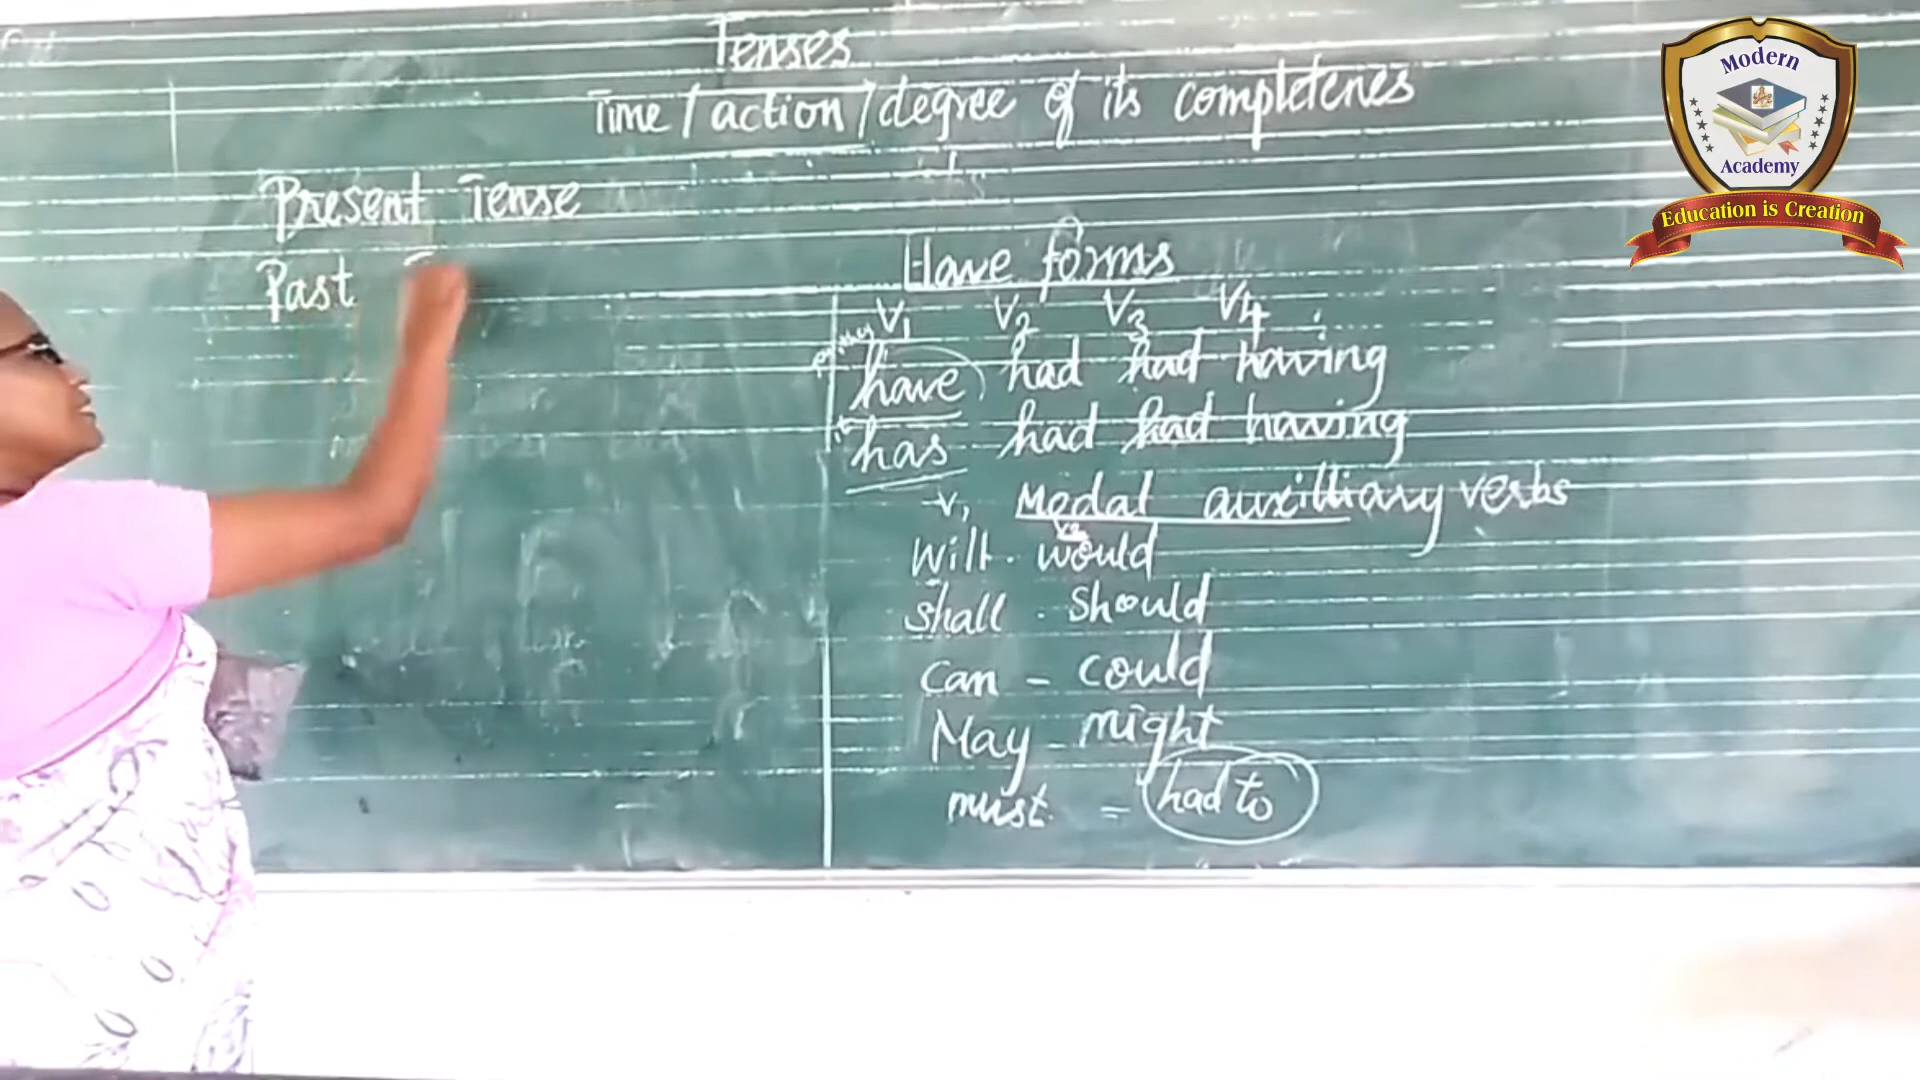 Tenses
Time / action / degree of its completenes
Present Tense
Past T
Have forms
V1 V2 V3 V4
have had had having
has had had having
V1 Modal auxilliary verbs
V2
Will. would
Shall. Should
Can - could
May might
must. = had to
Modern
Academy
Education is Creation